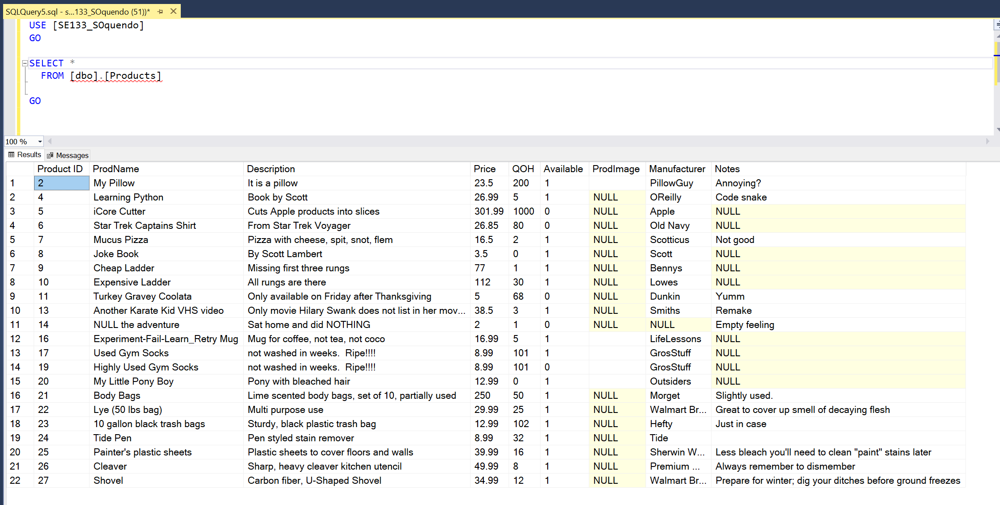 SQLQuery5.sql - s...133_SOquendo (51))*
USE [SE133_SOquendo]
GO
SELECT *
FROM [dbo].[Products]
GO
100 %
Results Messages
Product ID ProdName Description Price QOH Available ProdImage Manufacturer Notes
1 2 My Pillow It is a pillow 23.5 200 1 PillowGuy Annoying?
2 4 Learning Python Book by Scott 26.99 5 1 NULL OReilly Code snake
3 5 iCore Cutter Cuts Apple products into slices 301.99 1000 0 NULL Apple NULL
4 6 Star Trek Captains Shirt From Star Trek Voyager 26.85 80 0 NULL Old Navy NULL
5 7 Mucus Pizza Pizza with cheese, spit, snot, flem 16.5 2 1 NULL Scotticus Not good
6 8 Joke Book By Scott Lambert 3.5 0 1 NULL Scott NULL
7 9 Cheap Ladder Missing first three rungs 77 1 1 NULL Bennys NULL
8 10 Expensive Ladder All rungs are there 112 30 1 NULL Lowes NULL
9 11 Turkey Gravey Coolata Only available on Friday after Thanksgiving 5 68 0 NULL Dunkin Yumm
10 13 Another Karate Kid VHS video Only movie Hilary Swank does not list in her mov... 38.5 3 1 NULL Smiths Remake
11 14 NULL the adventure Sat home and did NOTHING 2 1 0 NULL NULL Empty feeling
12 16 Experiment-Fail-Learn_Retry Mug Mug for coffee, not tea, not coco 16.99 5 1 LifeLessons NULL
13 17 Used Gym Socks not washed in weeks.  Ripe!!!! 8.99 101 1 GrosStuff NULL
14 19 Highly Used Gym Socks not washed in weeks.  Ripe!!!! 8.99 101 0 GrosStuff NULL
15 20 My Little Pony Boy Pony with bleached hair 12.99 0 1 Outsiders NULL
16 21 Body Bags Lime scented body bags, set of 10, partially used 250 50 1 NULL Morget Slightly used.
17 22 Lye (50 lbs bag) Multi purpose use 29.99 25 1 NULL Walmart Br... Great to cover up smell of decaying flesh
18 23 10 gallon black trash bags Sturdy, black plastic trash bag 12.99 102 1 NULL Hefty Just in case
19 24 Tide Pen Pen styled stain remover 8.99 32 1 NULL Tide
20 25 Painter's plastic sheets Plastic sheets to cover floors and walls 39.99 16 1 NULL Sherwin W... Less bleach you'll need to clean "paint" stains later
21 26 Cleaver Sharp, heavy cleaver kitchen utencil 49.99 8 1 NULL Premium ... Always remember to dismember
22 27 Shovel Carbon fiber, U-Shaped Shovel 34.99 12 1 NULL Walmart Br... Prepare for winter; dig your ditches before ground freezes